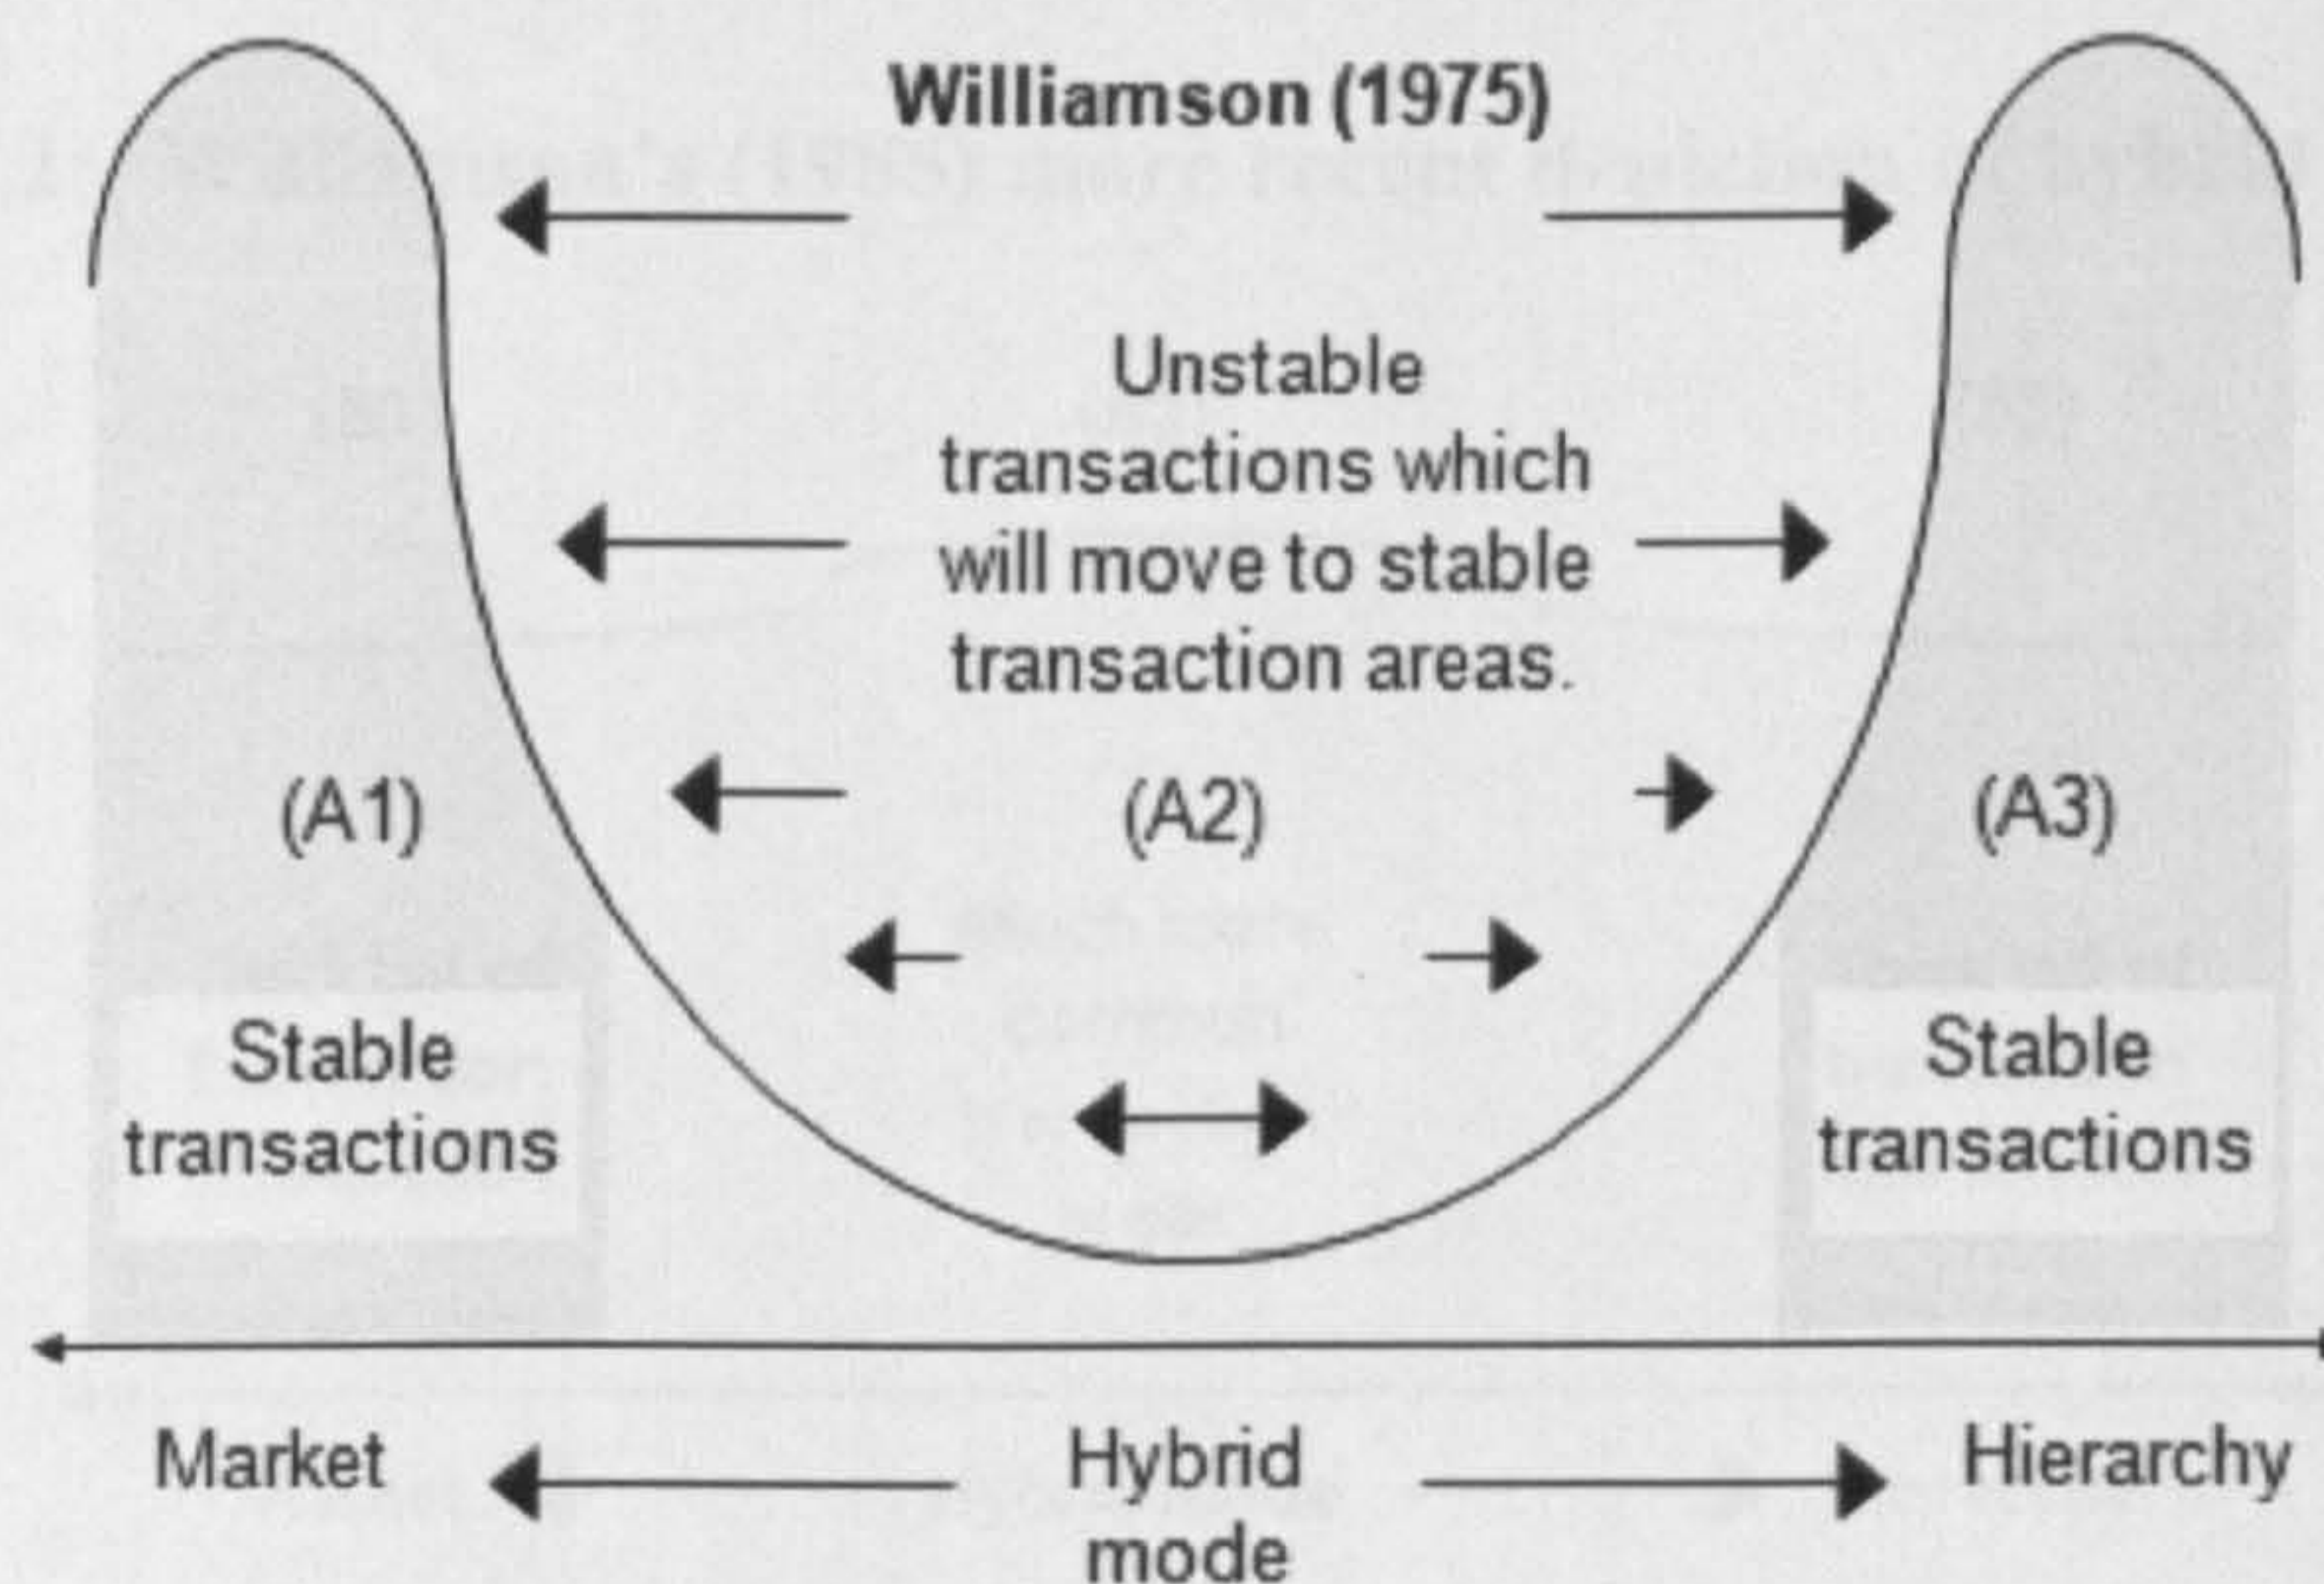 Williamson (1975)
Unstable
transactions which
will move to stable
transaction areas.
(A1)
(A2)
(A3)
Stable
transactions
Stable
transactions
Market
Hybrid
mode
Hierarchy